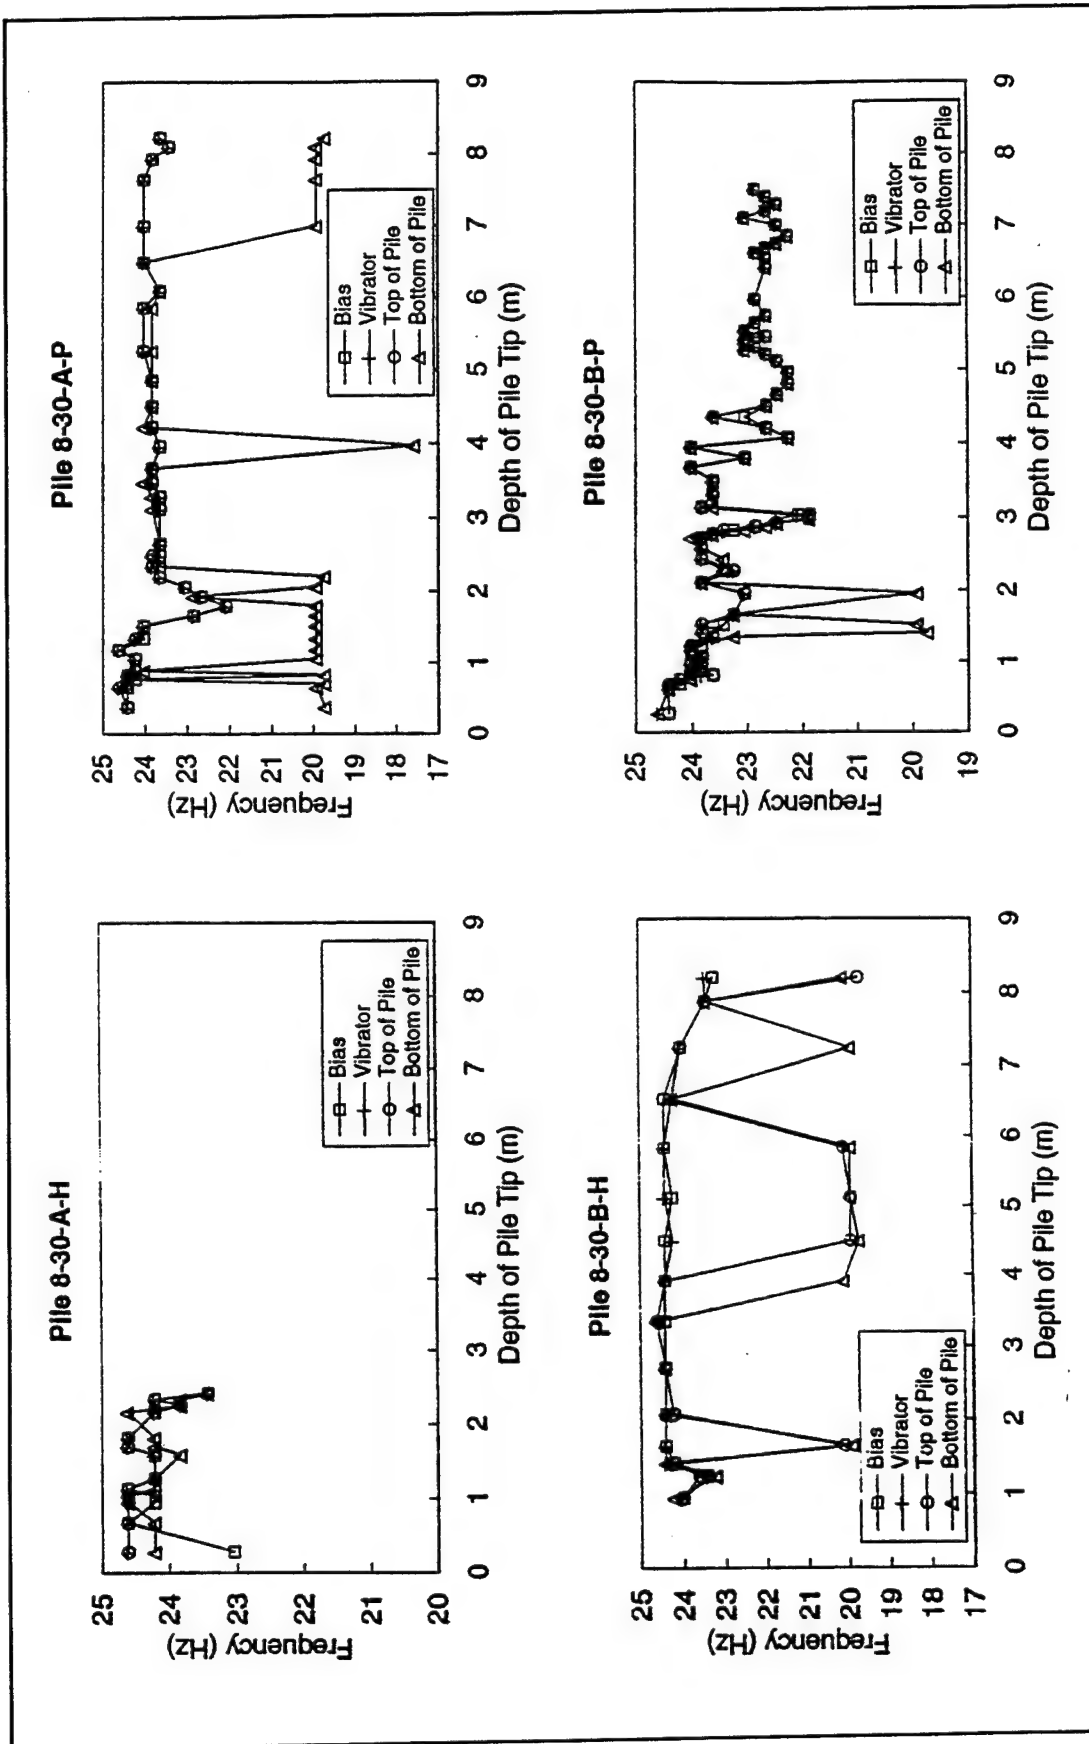 Pile 8-30-A-H
25
24
23
22
21
20
Frequency (Hz)
0 1 2 3 4 5 6 7 8 9
Depth of Pile Tip (m)
Bias
Vibrator
Top of Pile
Bottom of Pile
Pile 8-30-A-P
25
24
23
22
21
20
19
18
17
Frequency (Hz)
0 1 2 3 4 5 6 7 8 9
Depth of Pile Tip (m)
Bias
Vibrator
Top of Pile
Bottom of Pile
Pile 8-30-B-H
25
24
23
22
21
20
19
18
17
Frequency (Hz)
0 1 2 3 4 5 6 7 8 9
Depth of Pile Tip (m)
Bias
Vibrator
Top of Pile
Bottom of Pile
Pile 8-30-B-P
25
24
23
22
21
20
19
Frequency (Hz)
0 1 2 3 4 5 6 7 8 9
Depth of Pile Tip (m)
Bias
Vibrator
Top of Pile
Bottom of Pile